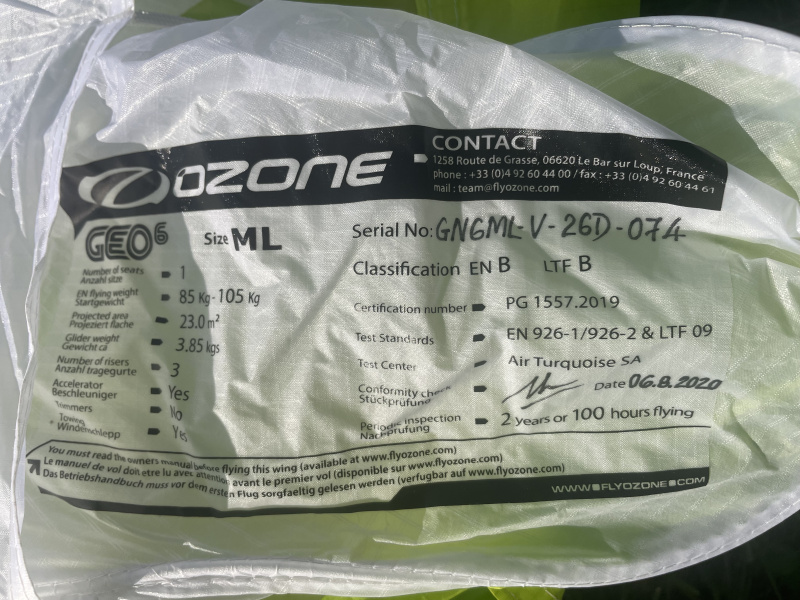 OZONE
CONTACT
1258 Route de Grasse, 06620 Le Bar sur Loup, France
phone : +33 (0)4 92 60 44 00 / fax : +33 (0)4 92 60 44 61
mail : team@flyozone.com
GEO6
Size ML
Number of seats
Anzahl sitze
1
EN flying weight
Startgewicht
85 Kg - 105 Kg
Projected area
Projeziert flache
23.0 m²
Glider weight
Gewicht ca
3.85 kgs
Number of risers
Anzahl tragegurte
3
Accelerator
Beschleuniger
Yes
Trimmers
No
Towing
* Windenschlepp
Yes
Serial No: GN6ML-V-26D-074
Classification EN B LTF B
Certification number PG 1557.2019
Test Standards EN 926-1/926-2 & LTF 09
Test Center Air Turquoise SA
Conformity check
Stückprüfung
Date 06.8.2020
Periodic inspection
Nachprüfung
2 years or 100 hours flying
You must read the owners manual before flying this wing (available at www.flyozone.com)
Le manuel de vol doit etre lu avec attention avant le premier vol (disponible sur www.flyozone.com)
Das Betriebshandbuch muss vor dem ersten Flug sorgfaeltig gelesen werden (verfugbar auf www.flyozone.com)
WWW.FLYOZONE.COM